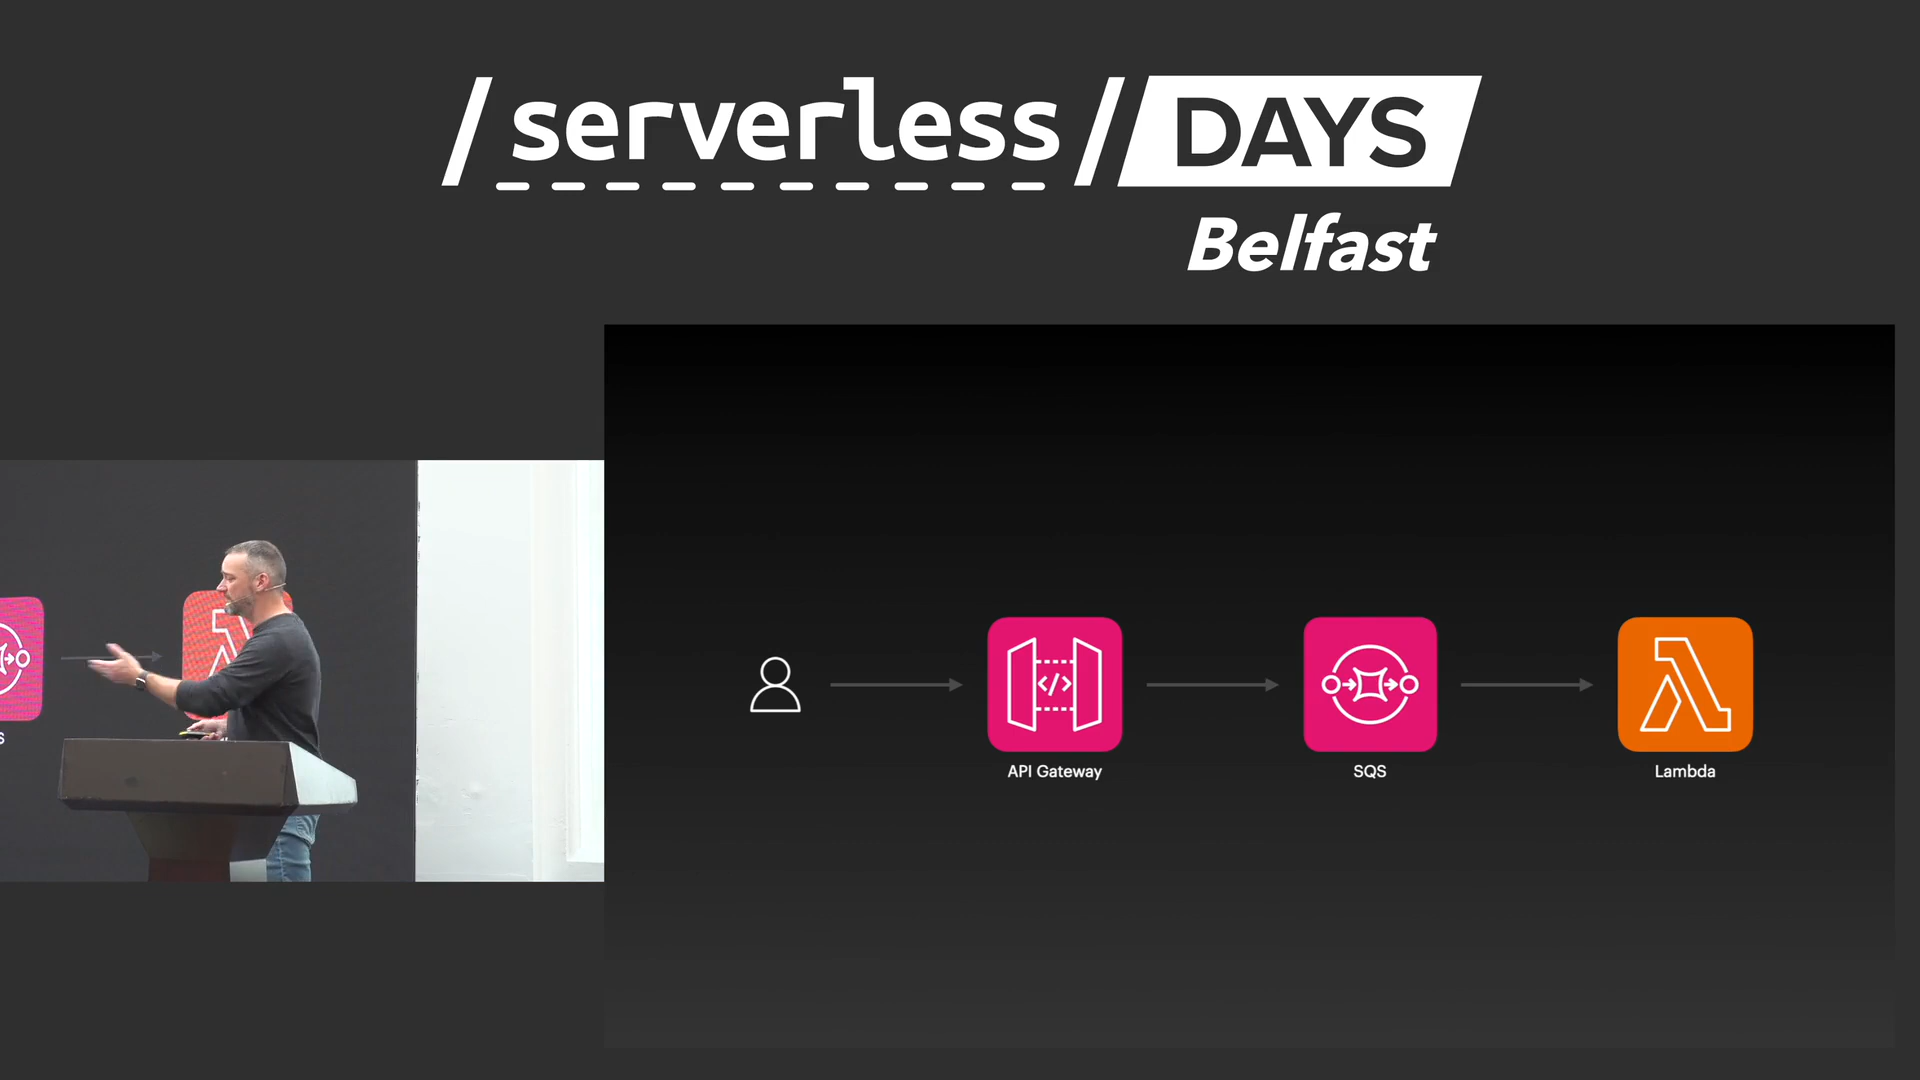 /serverless/DAYS
Belfast
</>
API Gateway
SQS
Lambda
S